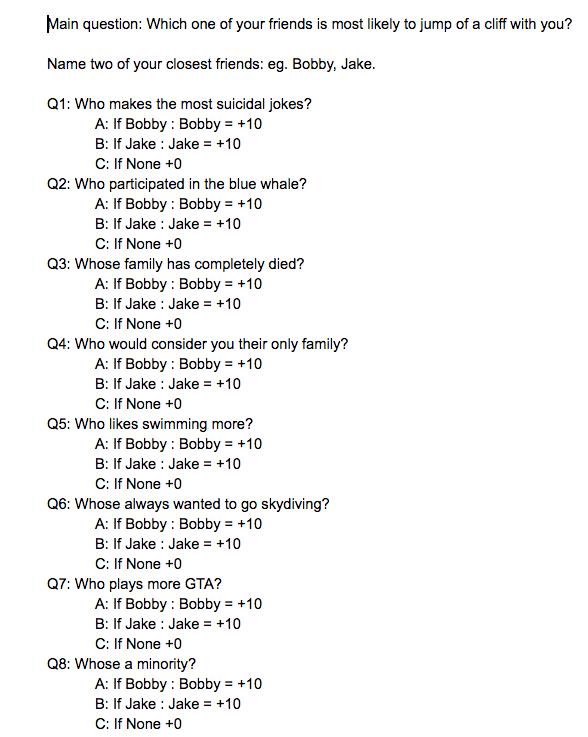 Main question: Which one of your friends is most likely to jump of a cliff with you?
Name two of your closest friends: eg. Bobby, Jake.
Q1: Who makes the most suicidal jokes?
A: If Bobby : Bobby = +10
B: If Jake : Jake = +10
C: If None +0
Q2: Who participated in the blue whale?
A: If Bobby : Bobby = +10
B: If Jake : Jake = +10
C: If None +0
Q3: Whose family has completely died?
A: If Bobby : Bobby = +10
B: If Jake : Jake = +10
C: If None +0
Q4: Who would consider you their only family?
A: If Bobby : Bobby = +10
B: If Jake : Jake = +10
C: If None +0
Q5: Who likes swimming more?
A: If Bobby : Bobby = +10
B: If Jake : Jake = +10
C: If None +0
Q6: Whose always wanted to go skydiving?
A: If Bobby : Bobby = +10
B: If Jake : Jake = +10
C: If None +0
Q7: Who plays more GTA?
A: If Bobby : Bobby = +10
B: If Jake : Jake = +10
C: If None +0
Q8: Whose a minority?
A: If Bobby : Bobby = +10
B: If Jake : Jake = +10
C: If None +0